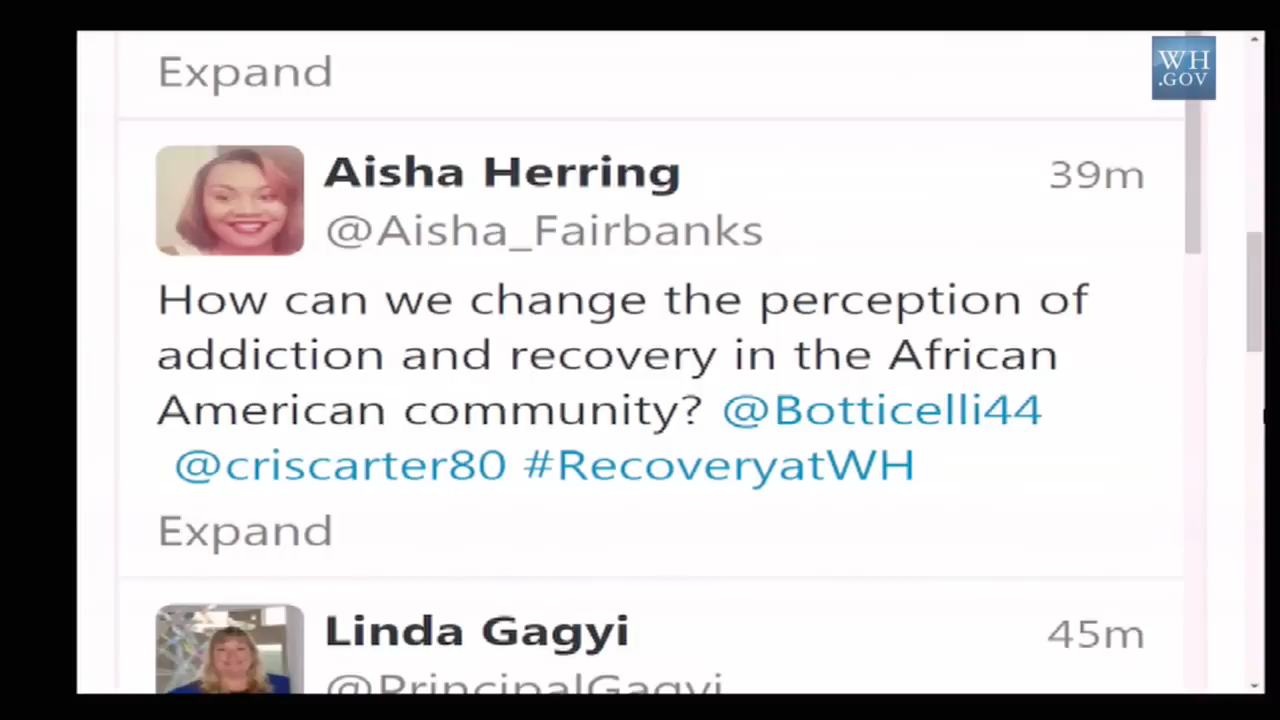 Expand
WH
.GOV
Aisha Herring
39m
@Aisha_Fairbanks
How can we change the perception of
addiction and recovery in the African
American community? @Botticelli44
@criscarter80 #RecoveryatWH
Expand
Linda Gagyi
45m
@PrincipalGagyi